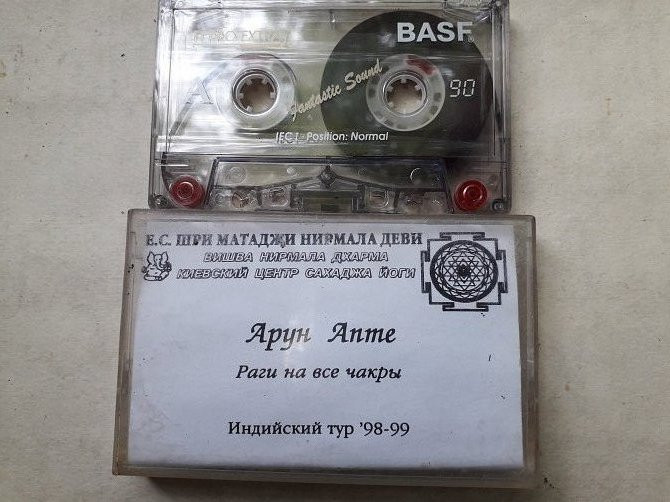 BASF
Fantastic Sound
90
IEC I - Position: Normal
Е.С. ШРИ МАТАДЖИ НИРМАЛА ДЕВИ
ВИШВА НИРМАЛА ДХАРМА
КИЕВСКИЙ ЦЕНТР САХАДЖА ЙОГИ
Арун Апте
Раги на все чакры
Индийский тур '98-99